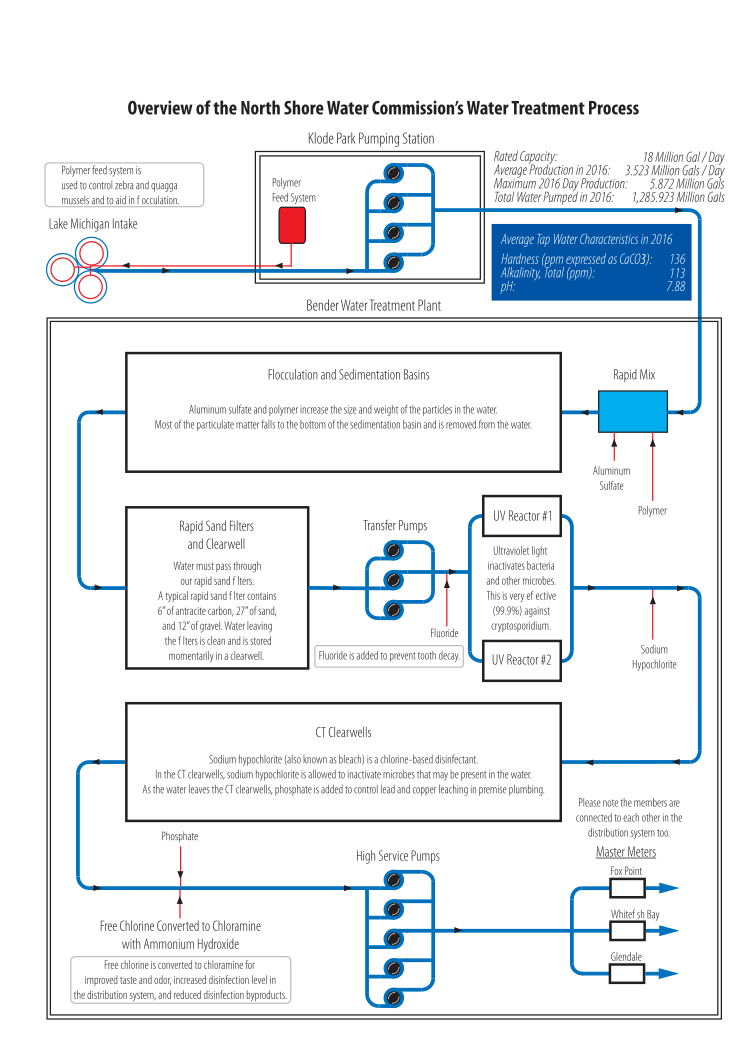 Overview of the North Shore Water Commission's Water Treatment Process
Klode Park Pumping Station
Polymer feed system is
used to control zebra and quagga
mussels and to aid in f occulation.
Lake Michigan Intake
Polymer
Feed System
Rated Capacity: 18 Million Gal / Day
Average Production in 2016: 3.523 Million Gals / Day
Maximum 2016 Day Production: 5.872 Million Gals
Total Water Pumped in 2016: 1,285.923 Million Gals
Average Tap Water Characteristics in 2016
Hardness (ppm expressed as CaCO3): 136
Alkalinity, Total (ppm): 113
pH: 7.88
Bender Water Treatment Plant
Flocculation and Sedimentation Basins
Aluminum sulfate and polymer increase the size and weight of the particles in the water.
Most of the particulate matter falls to the bottom of the sedimentation basin and is removed from the water.
Rapid Mix
Aluminum
Sulfate
Polymer
Rapid Sand Filters
and Clearwell
Water must pass through
our rapid sand f lters.
A typical rapid sand f lter contains
6" of antracite carbon, 27" of sand,
and 12" of gravel. Water leaving
the f lters is clean and is stored
momentarily in a clearwell.
Transfer Pumps
Fluoride
Fluoride is added to prevent tooth decay.
UV Reactor #1
Ultraviolet light
inactivates bacteria
and other microbes.
This is very ef ective
(99.9%) against
cryptosporidium.
UV Reactor #2
Sodium
Hypochlorite
CT Clearwells
Sodium hypochlorite (also known as bleach) is a chlorine-based disinfectant.
In the CT clearwells, sodium hypochlorite is allowed to inactivate microbes that may be present in the water.
As the water leaves the CT clearwells, phosphate is added to control lead and copper leaching in premise plumbing.
Phosphate
Free Chlorine Converted to Chloramine
with Ammonium Hydroxide
Free chlorine is converted to chloramine for
improved taste and odor, increased disinfection level in
the distribution system, and reduced disinfection byproducts.
High Service Pumps
Please note the members are
connected to each other in the
distribution system too.
Master Meters
Fox Point
Whitef sh Bay
Glendale